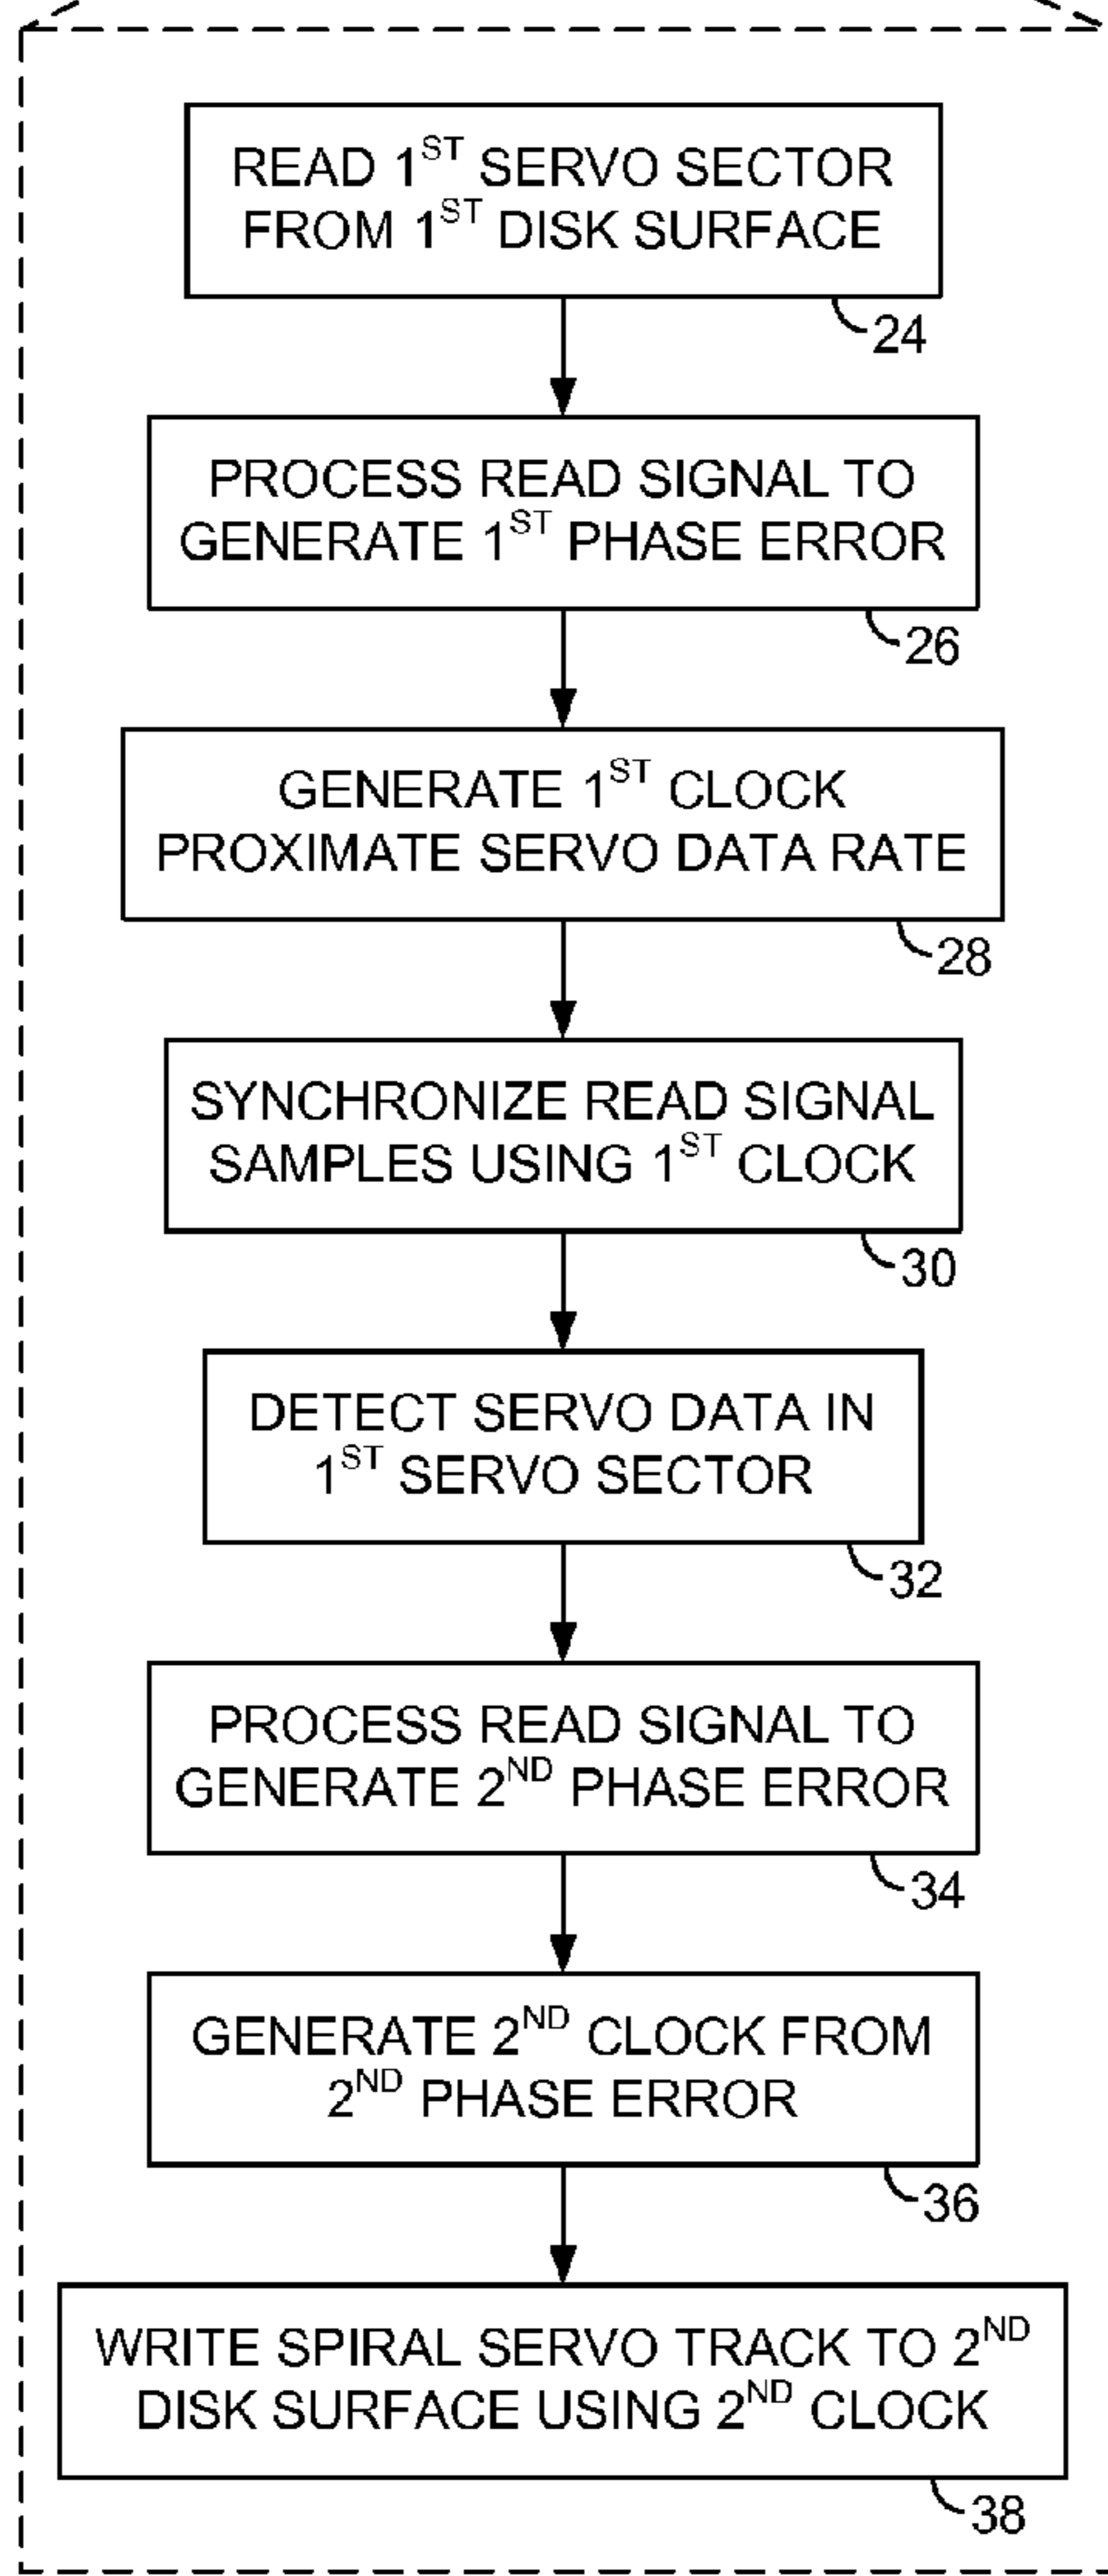 READ 1ST SERVO SECTOR
FROM 1ST DISK SURFACE
24
PROCESS READ SIGNAL TO
GENERATE 1ST PHASE ERROR
26
GENERATE 1ST CLOCK
PROXIMATE SERVO DATA RATE
28
SYNCHRONIZE READ SIGNAL
SAMPLES USING 1ST CLOCK
30
DETECT SERVO DATA IN
1ST SERVO SECTOR
32
PROCESS READ SIGNAL TO
GENERATE 2ND PHASE ERROR
34
GENERATE 2ND CLOCK FROM
2ND PHASE ERROR
36
WRITE SPIRAL SERVO TRACK TO 2ND
DISK SURFACE USING 2ND CLOCK
38